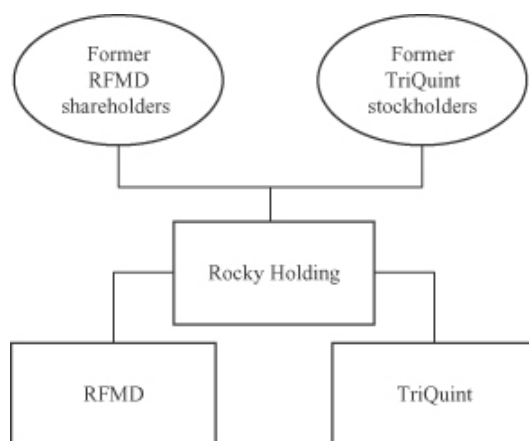 Former
RFMD
shareholders
Former
TriQuint
stockholders
Rocky Holding
RFMD
TriQuint